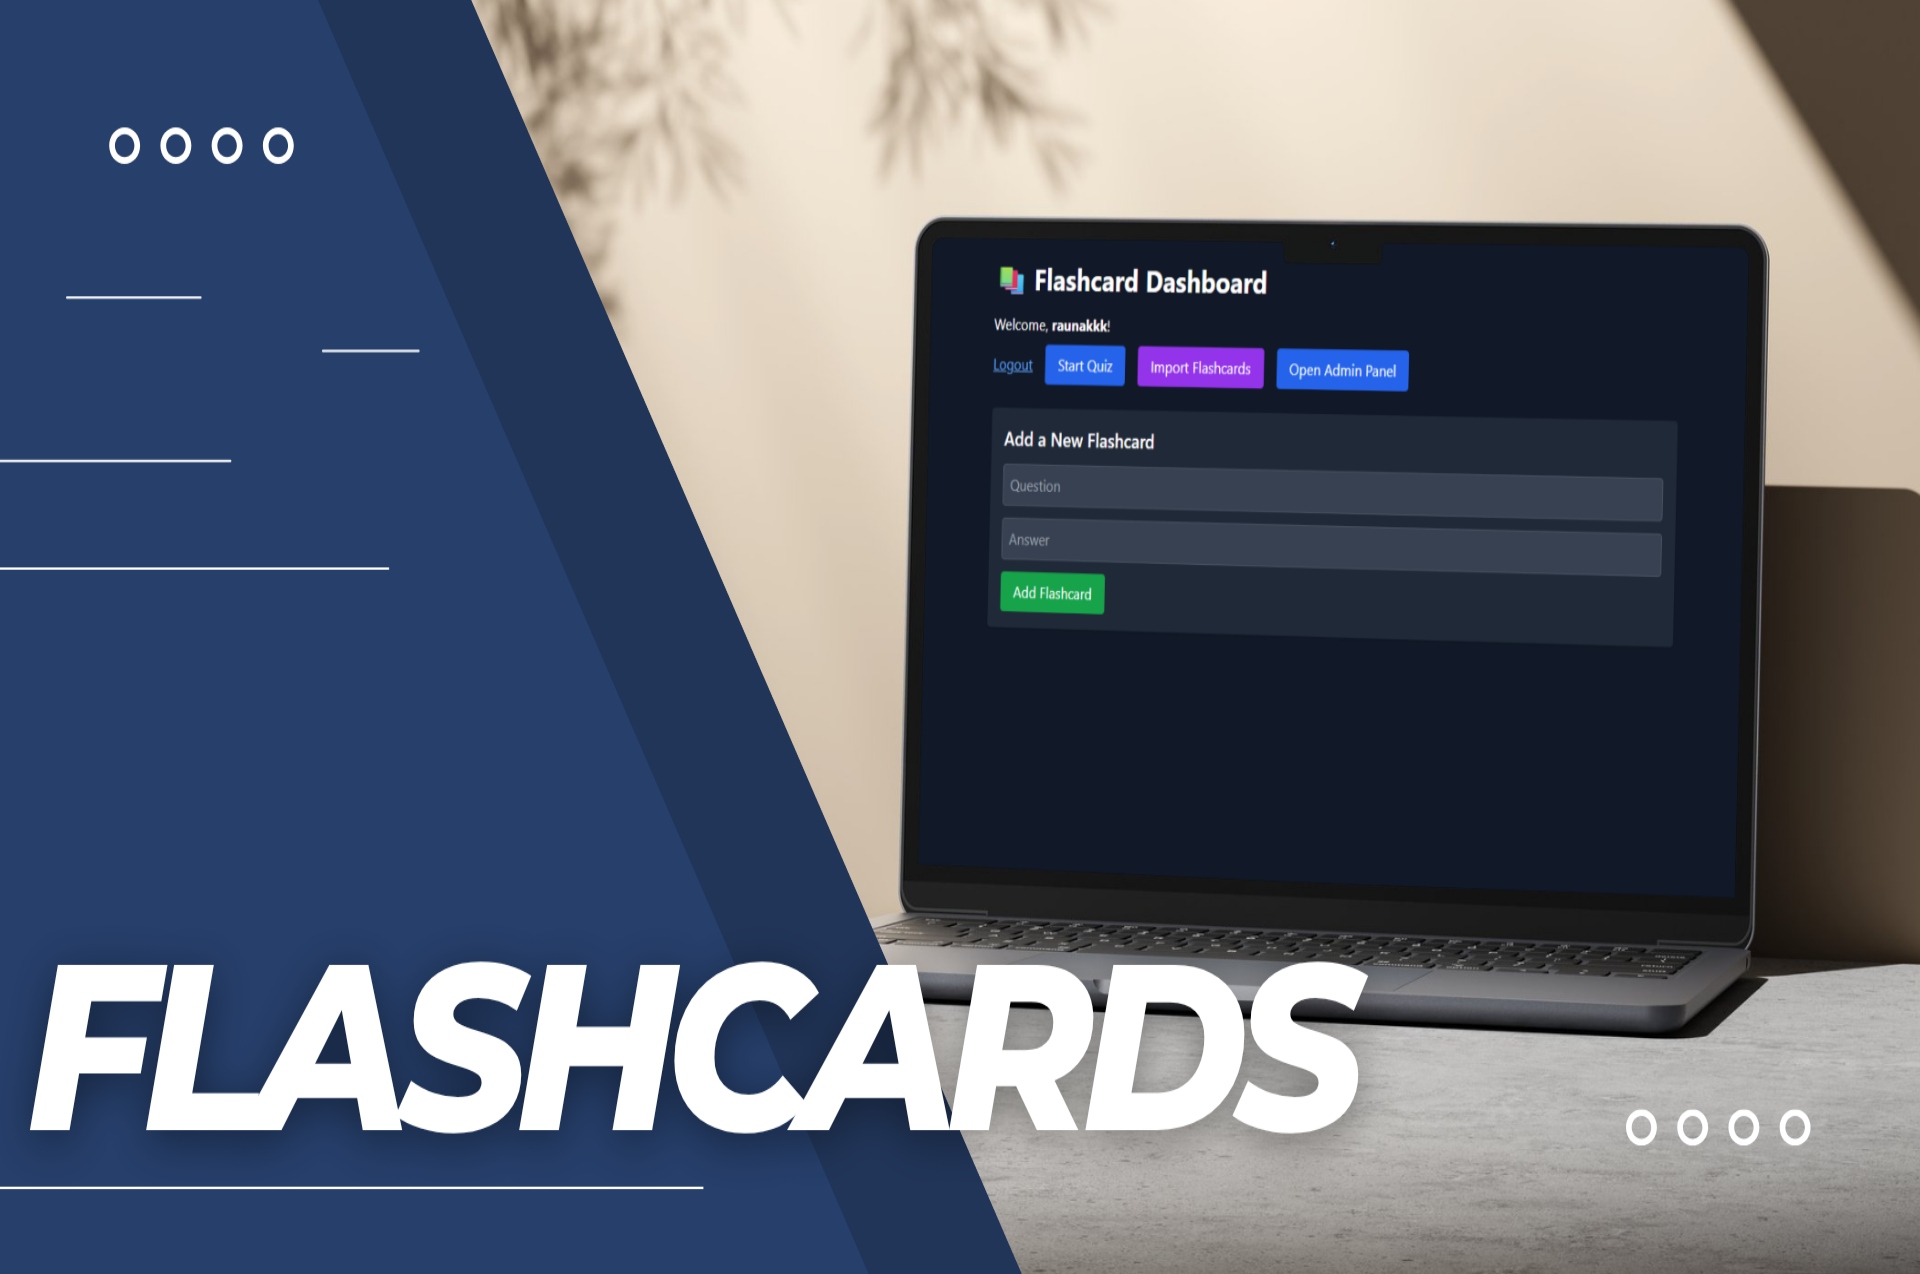 Flashcard Dashboard
Welcome, raunakkk!
Logout Start Quiz Import Flashcards Open Admin Panel
Add a New Flashcard
Question
Answer
Add Flashcard
FLASHCARDS